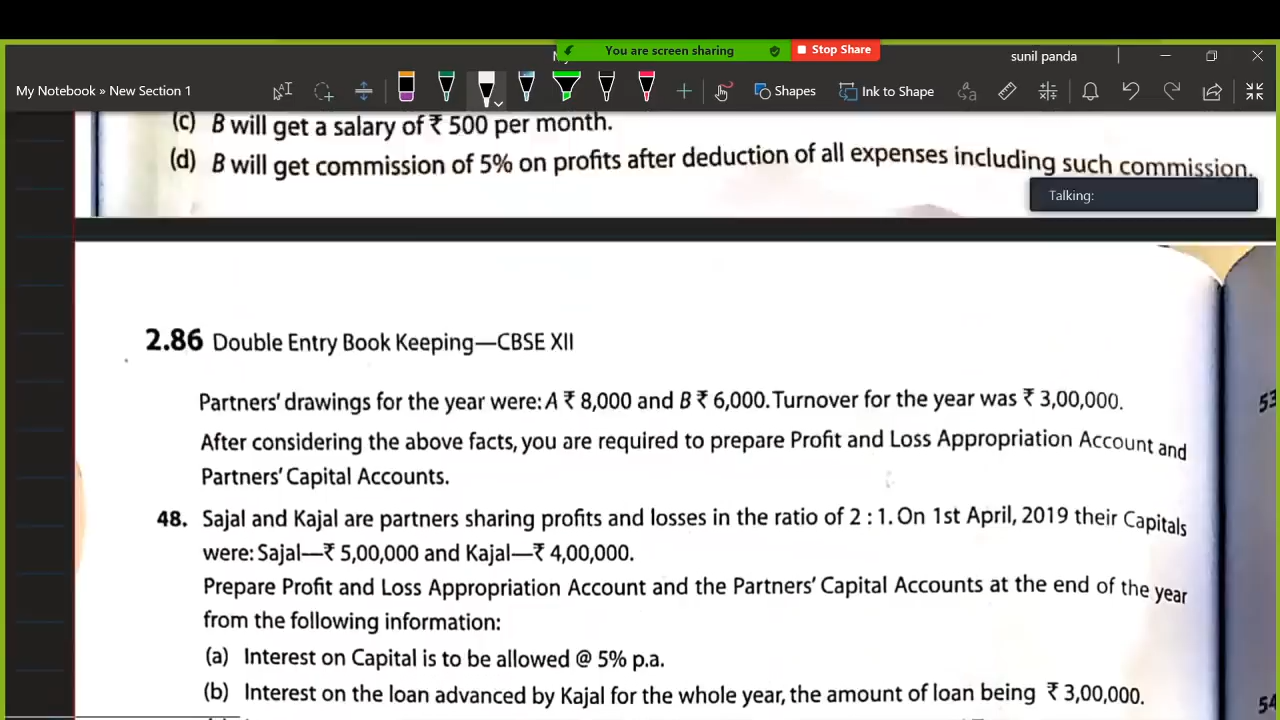 You are screen sharing
Stop Share
sunil panda
My Notebook » New Section 1
Shapes
Ink to Shape
(c) B will get a salary of ₹ 500 per month.
(d) B will get commission of 5% on profits after deduction of all expenses including such commission.
Talking:
2.86 Double Entry Book Keeping—CBSE XII
Partners' drawings for the year were: A ₹ 8,000 and B ₹ 6,000. Turnover for the year was ₹ 3,00,000.
After considering the above facts, you are required to prepare Profit and Loss Appropriation Account and
Partners' Capital Accounts.
48. Sajal and Kajal are partners sharing profits and losses in the ratio of 2 : 1. On 1st April, 2019 their Capitals
were: Sajal—₹ 5,00,000 and Kajal—₹ 4,00,000.
Prepare Profit and Loss Appropriation Account and the Partners' Capital Accounts at the end of the year
from the following information:
(a) Interest on Capital is to be allowed @ 5% p.a.
(b) Interest on the loan advanced by Kajal for the whole year, the amount of loan being ₹ 3,00,000.
53
54